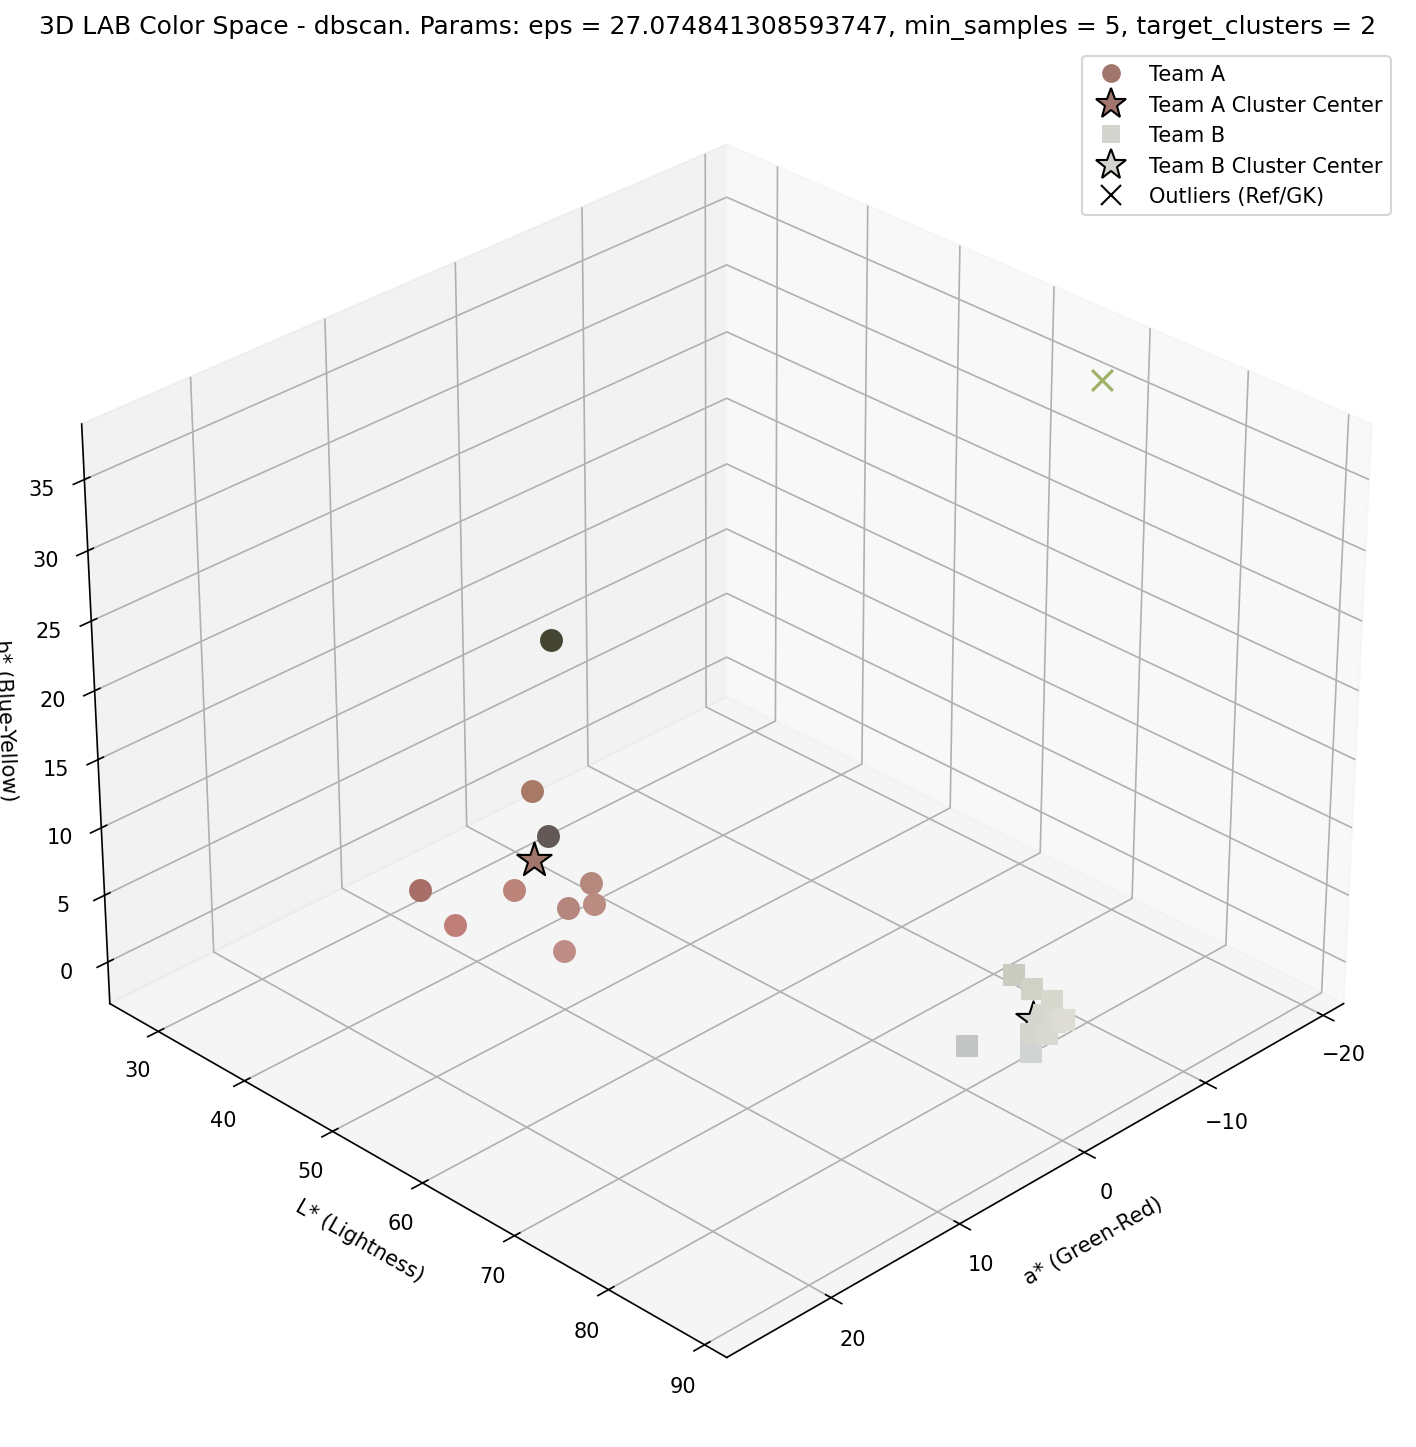 3D LAB Color Space - dbscan. Params: eps = 27.074841308593747, min_samples = 5, target_clusters = 2
Team A
Team A Cluster Center
Team B
Team B Cluster Center
Outliers (Ref/GK)
35
30
25
20
15
10
5
0
b* (Blue-Yellow)
30
40
50
60
70
80
90
L* (Lightness)
20
10
0
−10
−20
a* (Green-Red)